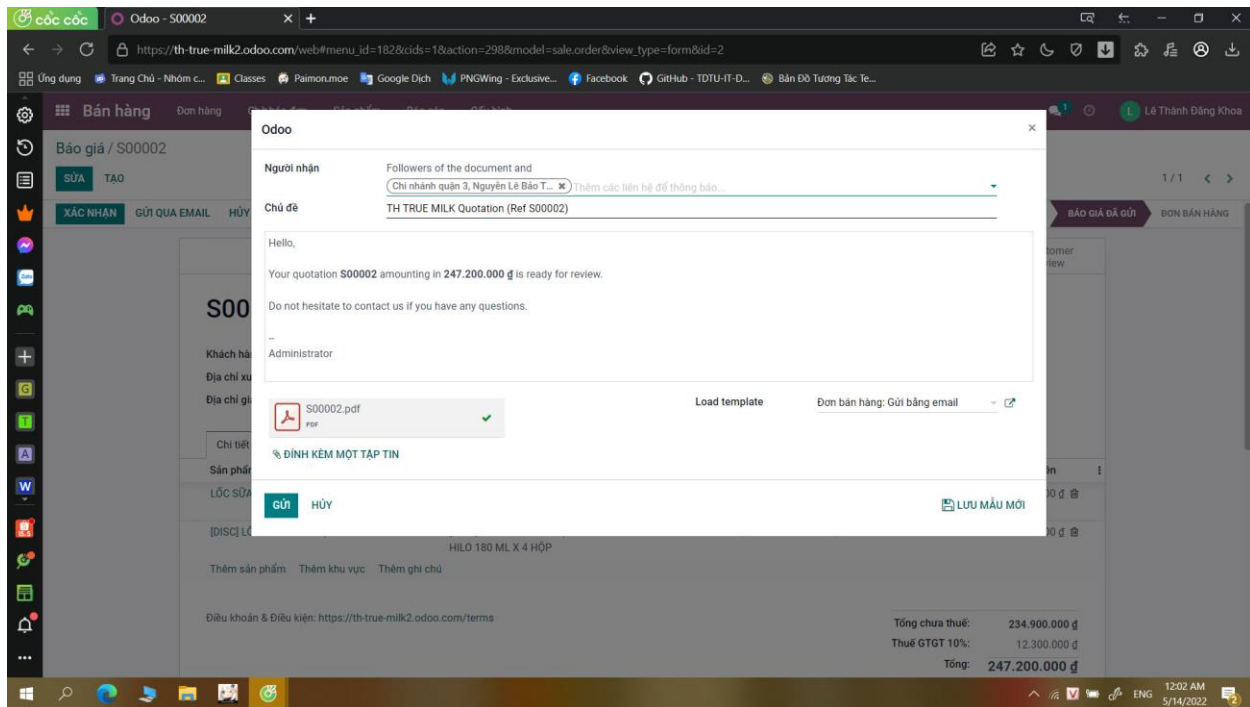 cốc cốc Odoo - S00002
https://th-true-milk2.odoo.com/web#menu_id=182&cids=1&action=298&model=sale.order&view_type=form&id=2
Ứng dụng Trang Chủ - Nhóm c... Classes Paimon.moe Google Dịch PNGWing - Exclusive... Facebook GitHub - TDTU-IT-D... Bản Đồ Tương Tác Te...
Bán hàng Đơn hàng 1 Lê Thành Đăng Khoa
Odoo
Báo giá / S00002
SỬA TẠO 1 / 1
XÁC NHẬN GỬI QUA EMAIL HỦY BÁO GIÁ ĐÃ GỬI ĐƠN BÁN HÀNG
Người nhận Followers of the document and
Chi nhánh quận 3, Nguyễn Lê Bảo T... Thêm các liên hệ để thông báo...
Chủ đề TH TRUE MILK Quotation (Ref S00002)
Hello,
Your quotation S00002 amounting in 247.200.000 ₫ is ready for review.
Do not hesitate to contact us if you have any questions.
--
Administrator
S00
Khách hà
Địa chỉ xu
Địa chỉ gi
S00002.pdf
PDF
Load template Đơn bán hàng: Gửi bằng email
ĐÍNH KÈM MỘT TẬP TIN
Chi tiết
Sản phẩm
LỐC SỮA
GỬI HỦY LƯU MẪU MỚI
[DISC] LỐ
HILO 180 ML X 4 HỘP
Thêm sản phẩm Thêm khu vực Thêm ghi chú
Điều khoản & Điều kiện: https://th-true-milk2.odoo.com/terms
Tổng chưa thuế: 234.900.000 ₫
Thuế GTGT 10%: 12.300.000 ₫
Tổng: 247.200.000 ₫
ENG 12:02 AM
5/14/2022